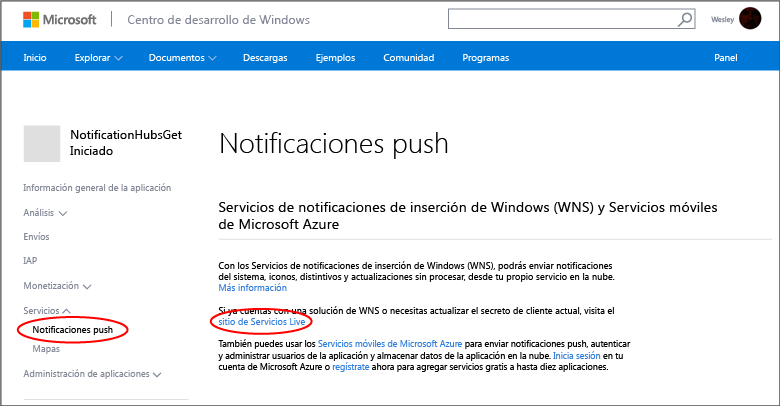 Microsoft
Centro de desarrollo de Windows
Wesley
Inicio
Explorar
Documentos
Descargas
Ejemplos
Comunidad
Programas
Panel
NotificationHubsGet
Iniciado
Información general de la aplicación
Análisis
Envíos
IAP
Monetización
Servicios
Notificaciones push
Mapas
Administración de aplicaciones
Notificaciones push
Servicios de notificaciones de inserción de Windows (WNS) y Servicios móviles
de Microsoft Azure
Con los Servicios de notificaciones de inserción de Windows (WNS), podrás enviar notificaciones
del sistema, iconos, distintivos y actualizaciones sin procesar, desde tu propio servicio en la nube.
Más información
Si ya cuentas con una solución de WNS o necesitas actualizar el secreto de cliente actual, visita el
sitio de Servicios Live
También puedes usar los Servicios móviles de Microsoft Azure para enviar notificaciones push, autenticar
y administrar usuarios de la aplicación y almacenar datos de la aplicación en la nube. Inicia sesión en tu
cuenta de Microsoft Azure o regístrate ahora para agregar servicios gratis a hasta diez aplicaciones.